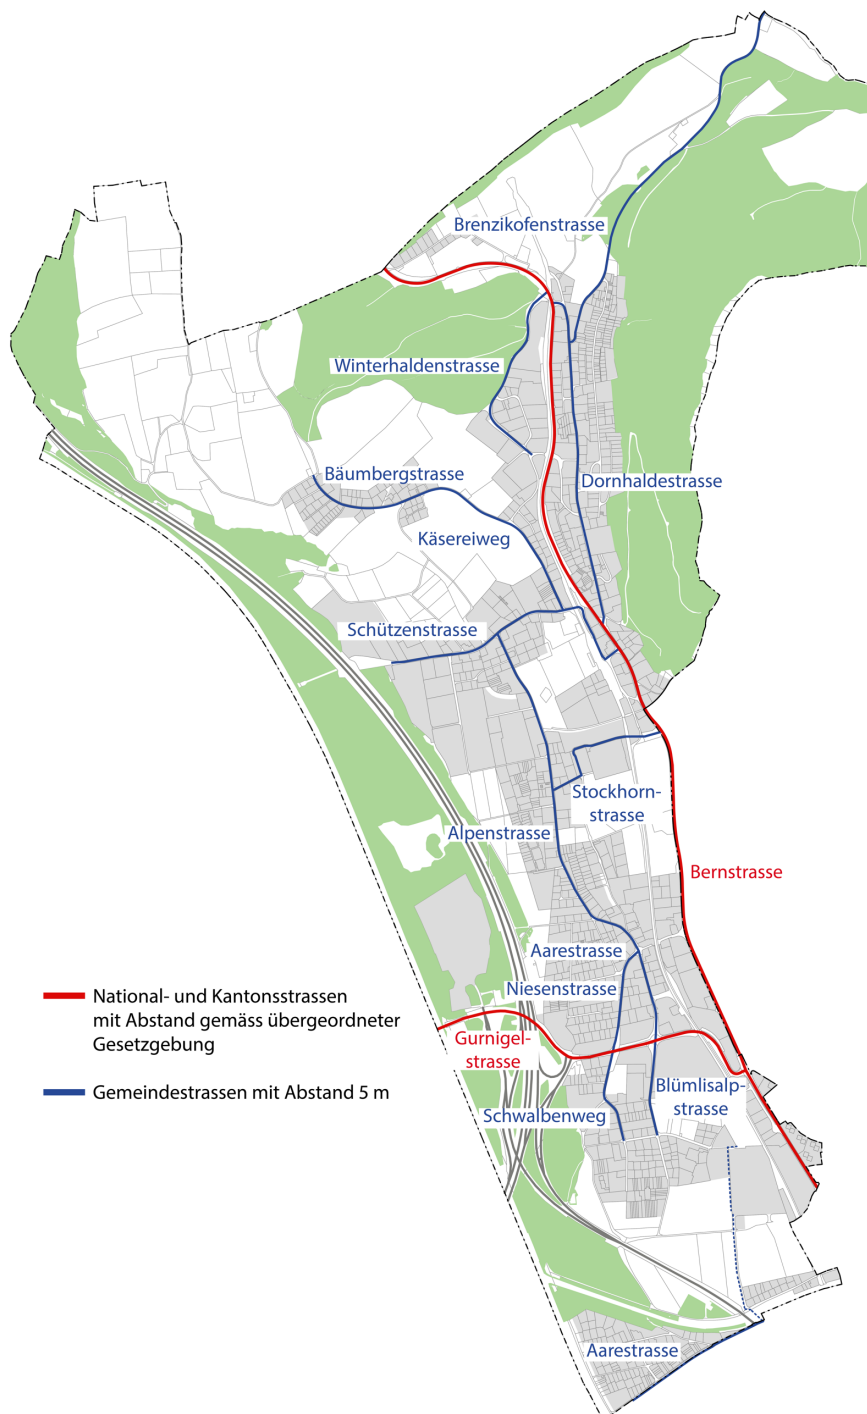 Brenzikofenstrasse
Winterhaldenstrasse
Bäumbergstrasse
Dornhaldestrasse
Käsereiweg
Schützenstrasse
Stockhorn-
strasse
Alpenstrasse
Bernstrasse
Aarestrasse
Niesenstrasse
National- und Kantonsstrassen
mit Abstand gemäss übergeordneter
Gesetzgebung
Gurnigel-
strasse
Gemeindestrassen mit Abstand 5 m
Blümlisalp-
strasse
Schwalbenweg
Aarestrasse